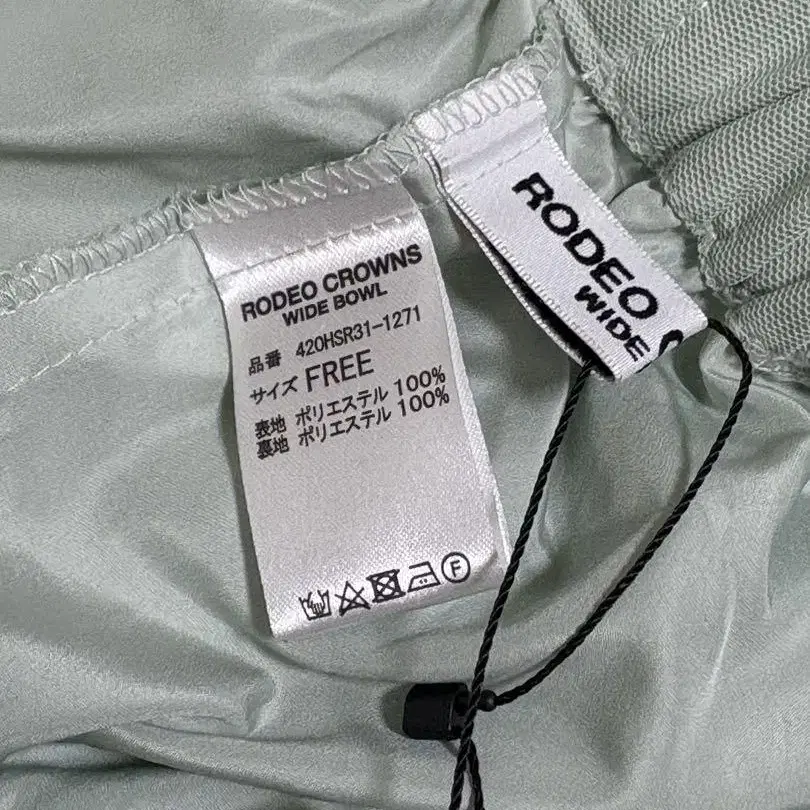 RODEO CROWNS
WIDE BOWL
品番 420HSR31-1271
サイズ FREE
表地 ポリエステル 100%
裏地 ポリエステル 100%
F
RODEO
WIDE